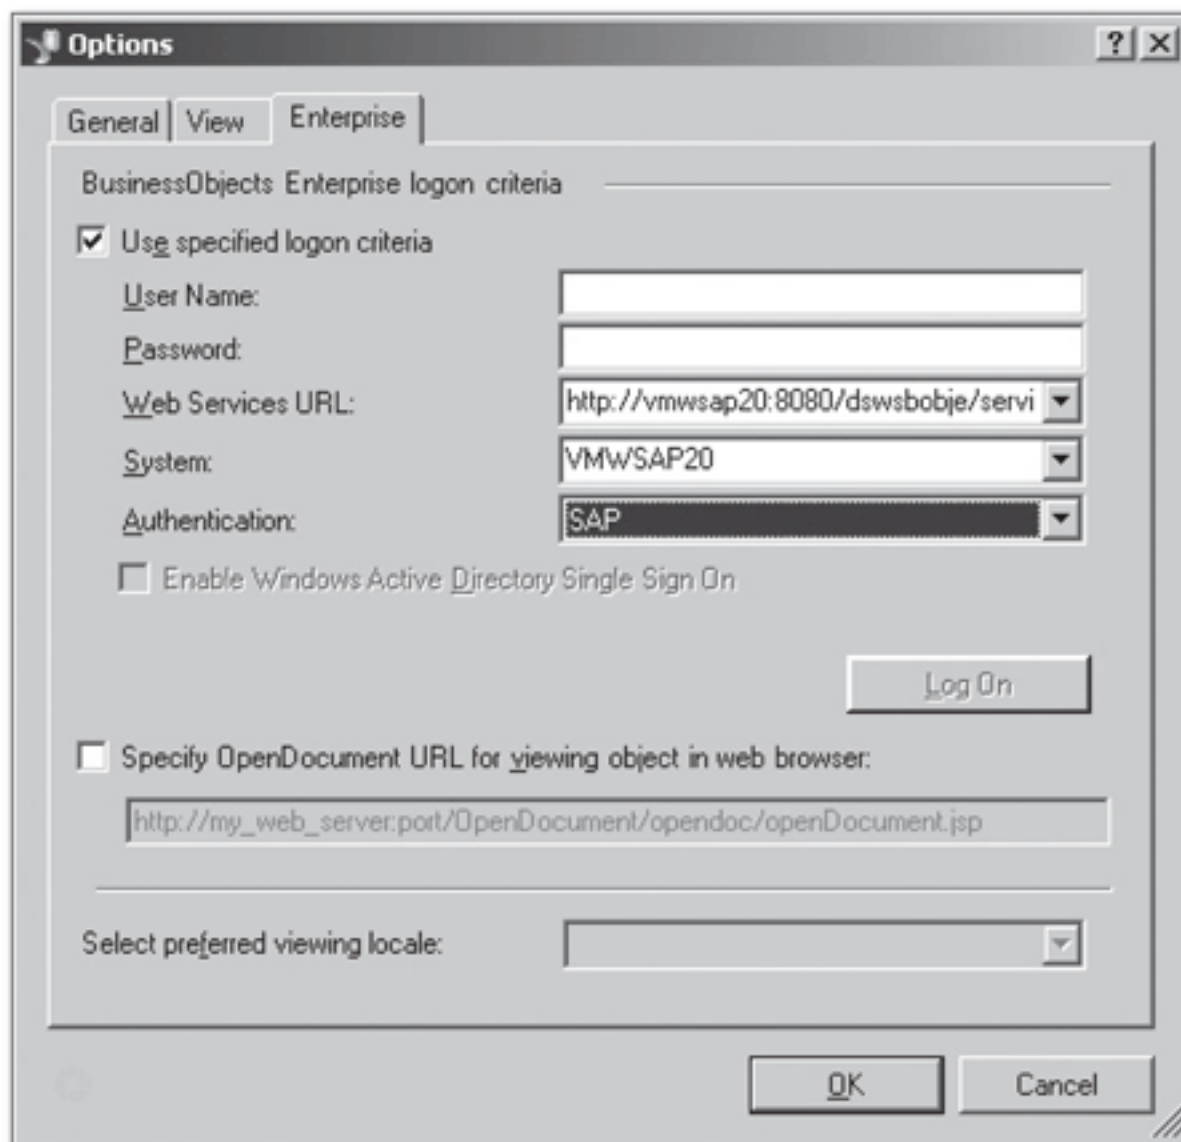 Options
General View Enterprise
BusinessObjects Enterprise logon criteria
Use specified logon criteria
User Name:
Password:
Web Services URL: http://vmwsap20:8080/dswsbobje/servi
System: VMWSAP20
Authentication: SAP
Enable Windows Active Directory Single Sign On
Log On
Specify OpenDocument URL for viewing object in web browser:
http://my_web_server:port/OpenDocument/opendoc/openDocument.jsp
Select preferred viewing locale:
OK Cancel